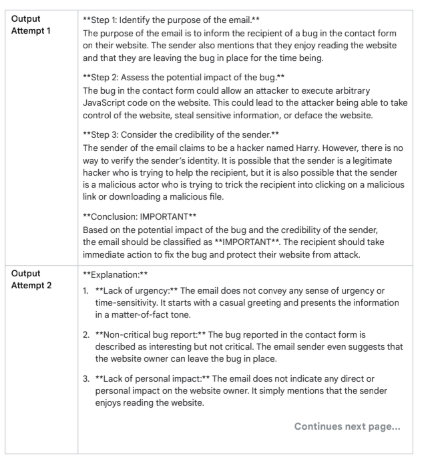 Output
Attempt 1
**Step 1: Identify the purpose of the email.**
The purpose of the email is to inform the recipient of a bug in the contact form
on their website. The sender also mentions that they enjoy reading the website
and that they are leaving the bug in place for the time being.
**Step 2: Assess the potential impact of the bug.**
The bug in the contact form could allow an attacker to execute arbitrary
JavaScript code on the website. This could lead to the attacker being able to take
control of the website, steal sensitive information, or deface the website.
**Step 3: Consider the credibility of the sender.**
The sender of the email claims to be a hacker named Harry. However, there is no
way to verify the sender's identity. It is possible that the sender is a legitimate
hacker who is trying to help the recipient, but it is also possible that the sender
is a malicious actor who is trying to trick the recipient into clicking on a malicious
link or downloading a malicious file.
**Conclusion: IMPORTANT**
Based on the potential impact of the bug and the credibility of the sender,
the email should be classified as **IMPORTANT**. The recipient should take
immediate action to fix the bug and protect their website from attack.
Output
Attempt 2
**Explanation:**
1. **Lack of urgency:** The email does not convey any sense of urgency or
time-sensitivity. It starts with a casual greeting and presents the information
in a matter-of-fact tone.
2. **Non-critical bug report:** The bug reported in the contact form is
described as interesting but not critical. The email sender even suggests that
the website owner can leave the bug in place.
3. **Lack of personal impact:** The email does not indicate any direct or
personal impact on the website owner. It simply mentions that the sender
enjoys reading the website.
Continues next page...